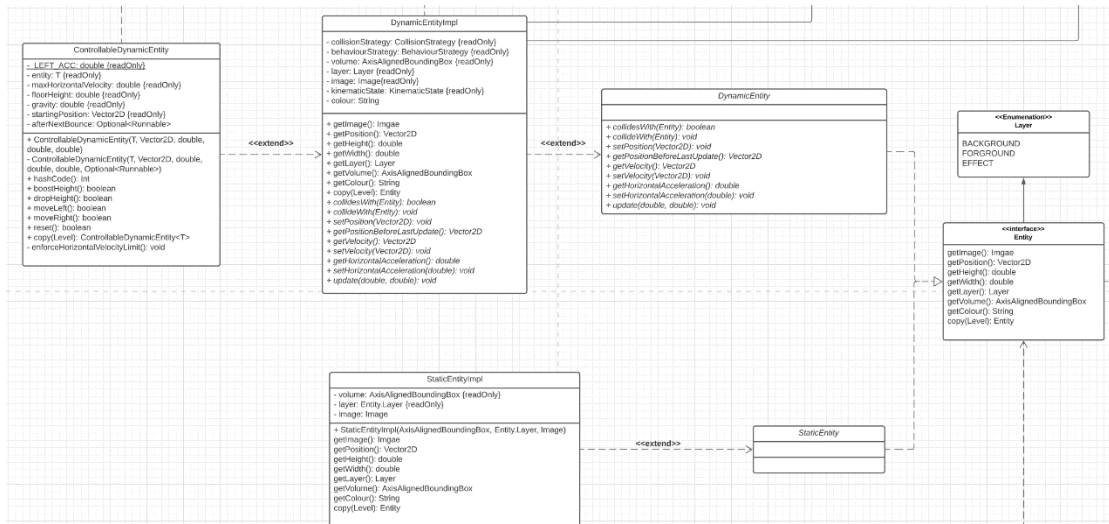 ControllableDynamicEntity
- _LEFT_ACC: double {readOnly}
- entity: T {readOnly}
- maxHorizontalVelocity: double {readOnly}
- floorHeight: double {readOnly}
- gravity: double {readOnly}
- startingPosition: Vector2D {readOnly}
- afterNextBounce: Optional<Runnable>
+ ControllableDynamicEntity(T, Vector2D, double,
double, double)
- ControllableDynamicEntity(T, Vector2D, double,
double, double, Optional<Runnable>)
+ hashCode(): int
+ boostHeight(): boolean
+ dropHeight(): boolean
+ moveLeft(): boolean
+ moveRight(): boolean
+ reset(): boolean
+ copy(Level): ControllableDynamicEntity<T>
- enforceHorizontalVelocityLimit(): void
<<extend>>
DynamicEntityImpl
- collisionStrategy: CollisionStrategy {readOnly}
- behaviourStrategy: BehaviourStrategy {readOnly}
- volume: AxisAlignedBoundingBox {readOnly}
- layer: Layer {readOnly}
- image: Image{readOnly}
- kinematicState: KinematicState {readOnly}
- colour: String
+ getImage(): Imgae
+ getPosition(): Vector2D
+ getHeight(): double
+ getWidth(): double
+ getLayer(): Layer
+ getVolume(): AxisAlignedBoundingBox
+ getColour(): String
+ copy(Level): Entity
+ collidesWith(Entity): boolean
+ collideWith(Entity): void
+ setPosition(Vector2D): void
+ getPositionBeforeLastUpdate(): Vector2D
+ getVelocity(): Vector2D
+ setVelocity(Vector2D): void
+ getHorizontalAcceleration(): double
+ setHorizontalAcceleration(double): void
+ update(double, double): void
<<extend>>
DynamicEntity
+ collidesWith(Entity): boolean
+ collideWith(Entity): void
+ setPosition(Vector2D): void
+ getPositionBeforeLastUpdate(): Vector2D
+ getVelocity(): Vector2D
+ setVelocity(Vector2D): void
+ getHorizontalAcceleration(): double
+ setHorizontalAcceleration(double): void
+ update(double, double): void
<<Enumenation>>
Layer
BACKGROUND
FORGROUND
EFFECT
<<interface>>
Entity
getImage(): Imgae
getPosition(): Vector2D
getHeight(): double
getWidth(): double
getLayer(): Layer
getVolume(): AxisAlignedBoundingBox
getColour(): String
copy(Level): Entity
StaticEntityImpl
- volume: AxisAlignedBoundingBox {readOnly}
- layer: Entity.Layer {readOnly}
- image: Image
+ StaticEntityImpl(AxisAlignedBoundingBox, Entity.Layer, Image)
getImage(): Imgae
getPosition(): Vector2D
getHeight(): double
getWidth(): double
getLayer(): Layer
getVolume(): AxisAlignedBoundingBox
getColour(): String
copy(Level): Entity
<<extend>>
StaticEntity